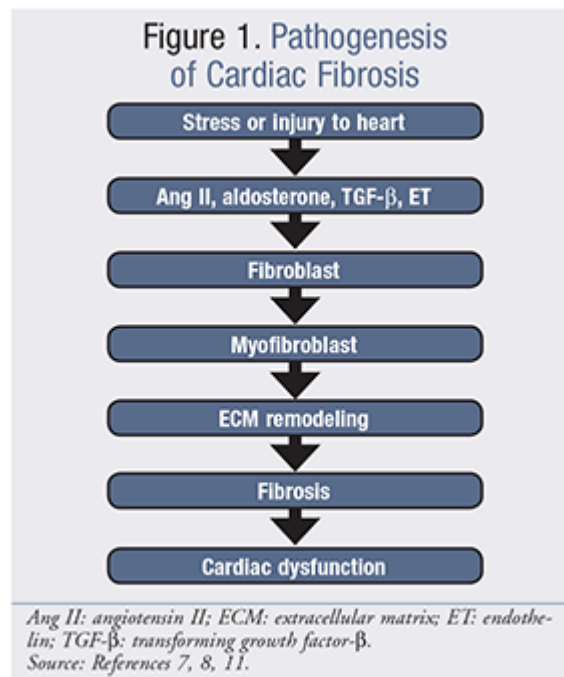 Figure 1. Pathogenesis
of Cardiac Fibrosis
Stress or injury to heart
Ang II, aldosterone, TGF-β, ET
Fibroblast
Myofibroblast
ECM remodeling
Fibrosis
Cardiac dysfunction
Ang II: angiotensin II; ECM: extracellular matrix; ET: endothe-
lin; TGF-β: transforming growth factor-β.
Source: References 7, 8, 11.